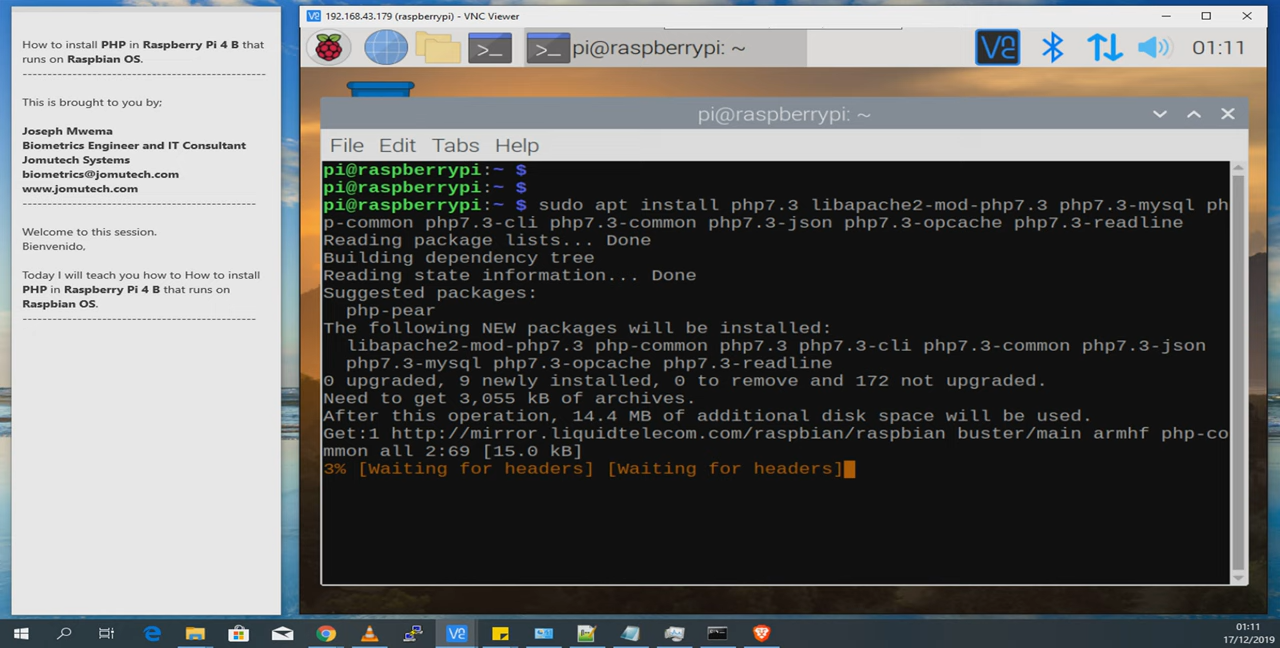 How to install PHP in Raspberry Pi 4 B that
runs on Raspbian OS.
--------------------------------------------------------
This is brought to you by;
Joseph Mwema
Biometrics Engineer and IT Consultant
Jomutech Systems
biometrics@jomutech.com
www.jomutech.com
------------------------------------------------------
Welcome to this session.
Bienvenido,
Today I will teach you how to How to install
PHP in Raspberry Pi 4 B that runs on
Raspbian OS.
------------------------------------------------------
V2 192.168.43.179 (raspberrypi) - VNC Viewer
>_ >_ pi@raspberrypi: ~ V2 01:11
pi@raspberrypi: ~
File Edit Tabs Help
pi@raspberrypi:~ $
pi@raspberrypi:~ $
pi@raspberrypi:~ $ sudo apt install php7.3 libapache2-mod-php7.3 php7.3-mysql ph
p-common php7.3-cli php7.3-common php7.3-json php7.3-opcache php7.3-readline
Reading package lists... Done
Building dependency tree
Reading state information... Done
Suggested packages:
php-pear
The following NEW packages will be installed:
libapache2-mod-php7.3 php-common php7.3 php7.3-cli php7.3-common php7.3-json
php7.3-mysql php7.3-opcache php7.3-readline
0 upgraded, 9 newly installed, 0 to remove and 172 not upgraded.
Need to get 3,055 kB of archives.
After this operation, 14.4 MB of additional disk space will be used.
Get:1 http://mirror.liquidtelecom.com/raspbian/raspbian buster/main armhf php-co
mmon all 2:69 [15.0 kB]
3% [Waiting for headers] [Waiting for headers]
V2
01:11
17/12/2019